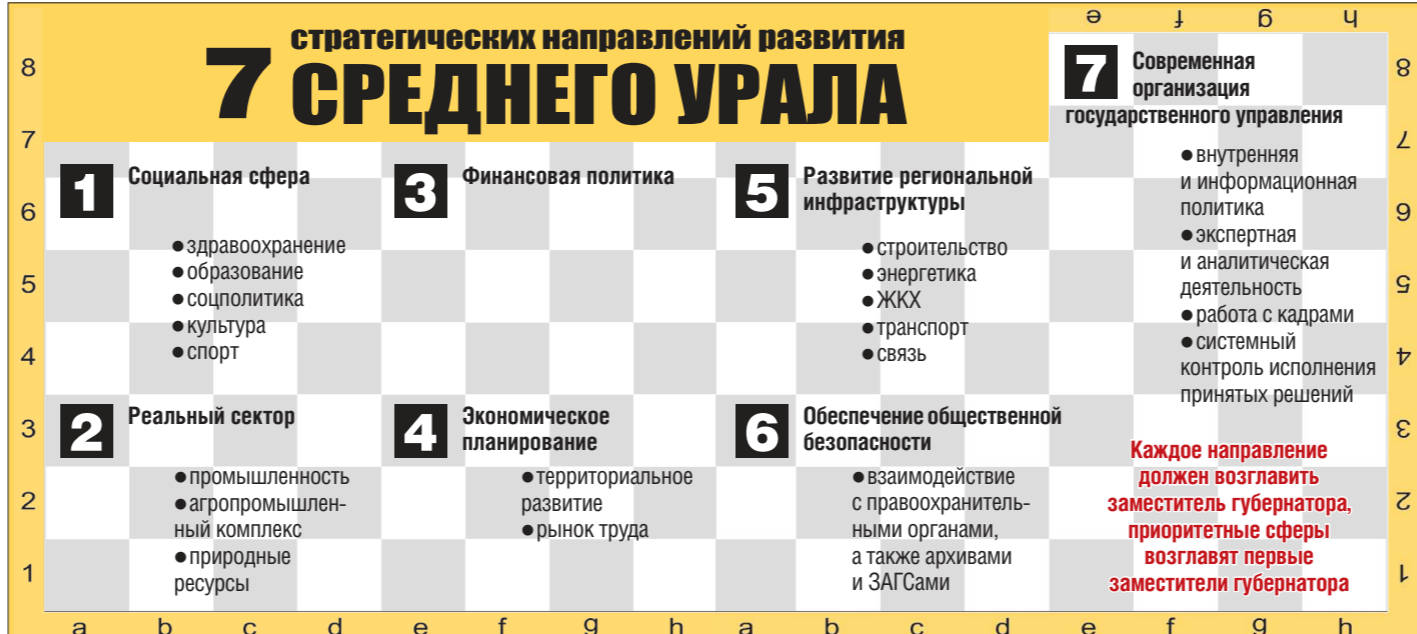 7
стратегических направлений развития
СРЕДНЕГО УРАЛА
1
Социальная сфера
● здравоохранение
● образование
● соцполитика
● культура
● спорт
2
Реальный сектор
● промышленность
● агропромышлен-
ный комплекс
● природные
ресурсы
3
Финансовая политика
4
Экономическое
планирование
● территориальное
развитие
● рынок труда
5
Развитие региональной
инфраструктуры
● строительство
● энергетика
● ЖКХ
● транспорт
● связь
6
Обеспечение общественной
безопасности
● взаимодействие
с правоохранитель-
ными органами,
а также архивами
и ЗАГСами
7
Современная
организация
государственного управления
● внутренняя
и информационная
политика
● экспертная
и аналитическая
деятельность
● работа с кадрами
● системный
контроль исполнения
принятых решений
Каждое направление
должен возглавить
заместитель губернатора,
приоритетные сферы
возглавят первые
заместители губернатора
8
7
6
5
4
3
2
1
a b c d e f g h a b c d e f g h
e f g h
8
7
6
5
4
3
2
1